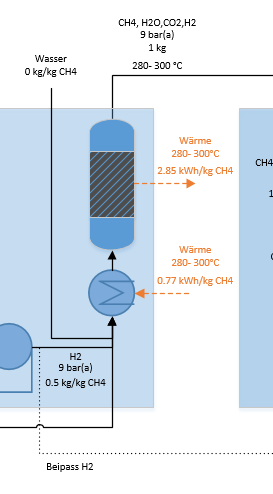 CH4, H2O,CO2,H2
9 bar(a)
1 kg
280- 300 °C
Wasser
0 kg/kg CH4
Wärme
280- 300°C
2.85 kWh/kg CH4
Wärme
280- 300°C
0.77 kWh/kg CH4
H2
9 bar(a)
0.5 kg/kg CH4
Beipass H2
CH4
1